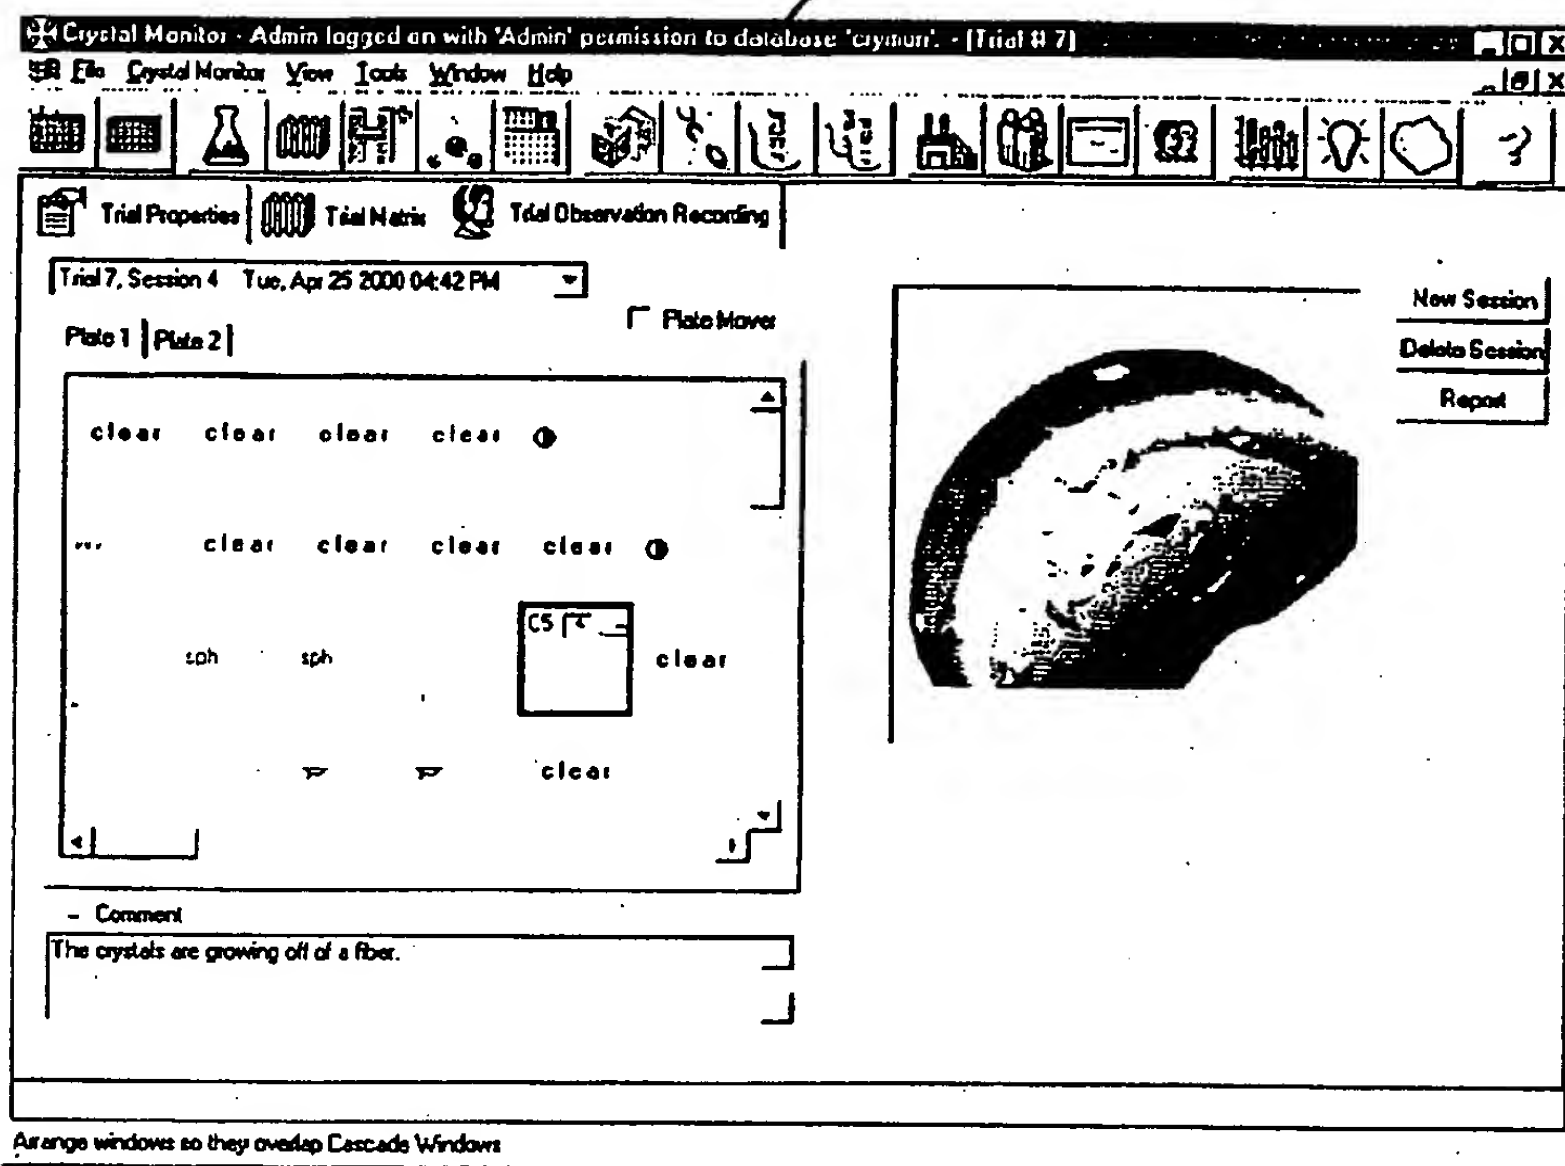 Crystal Monitor - Admin logged on with 'Admin' permission to database 'crymon'. - [Trial # 7]
File Crystal Monitor View Tools Window Help
Trial Properties Trial Matrix Trial Observation Recording
Trial 7, Session 4 Tue, Apr 25 2000 04:42 PM
Plate Mover
New Session
Plate 1 Plate 2
Delete Session
Report
clear clear clear clear
clear clear clear clear
C5
sph sph clear
clear
Comment
The crystals are growing off of a fiber.
Arrange windows so they overlap Cascade Windows